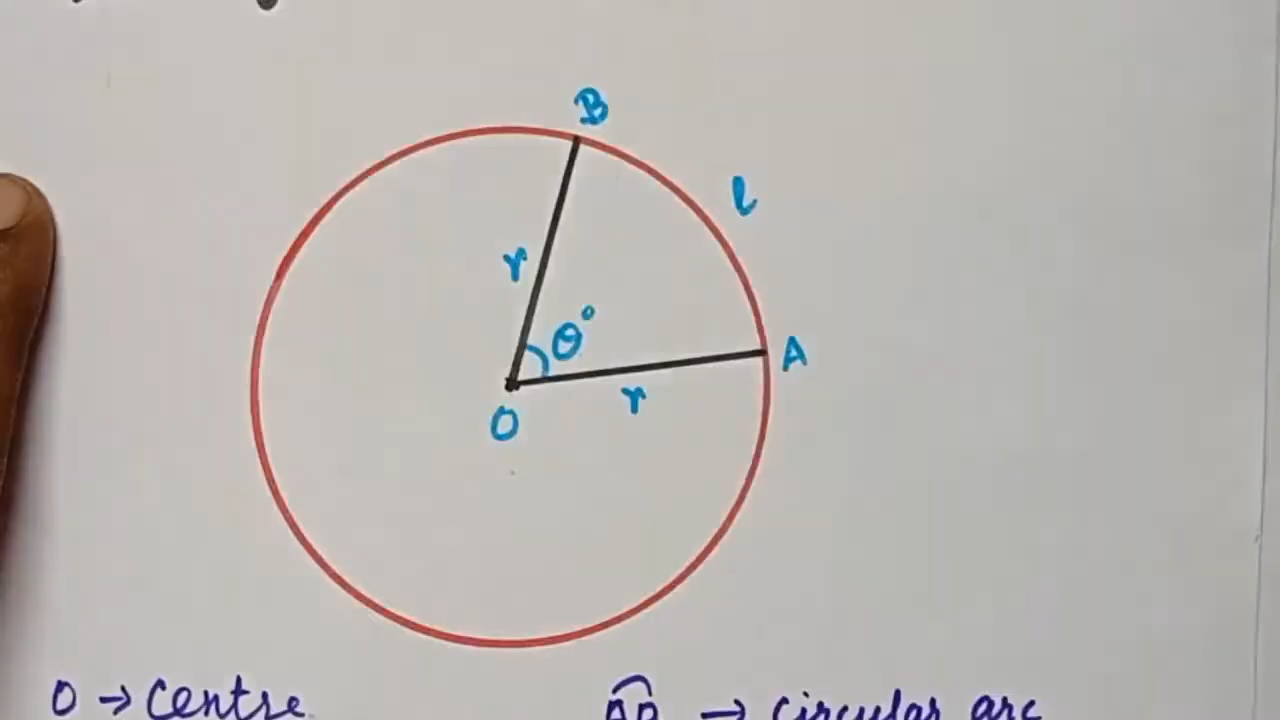 B
l
r
θ°
A
r
O
O → Centre
AB → circular arc